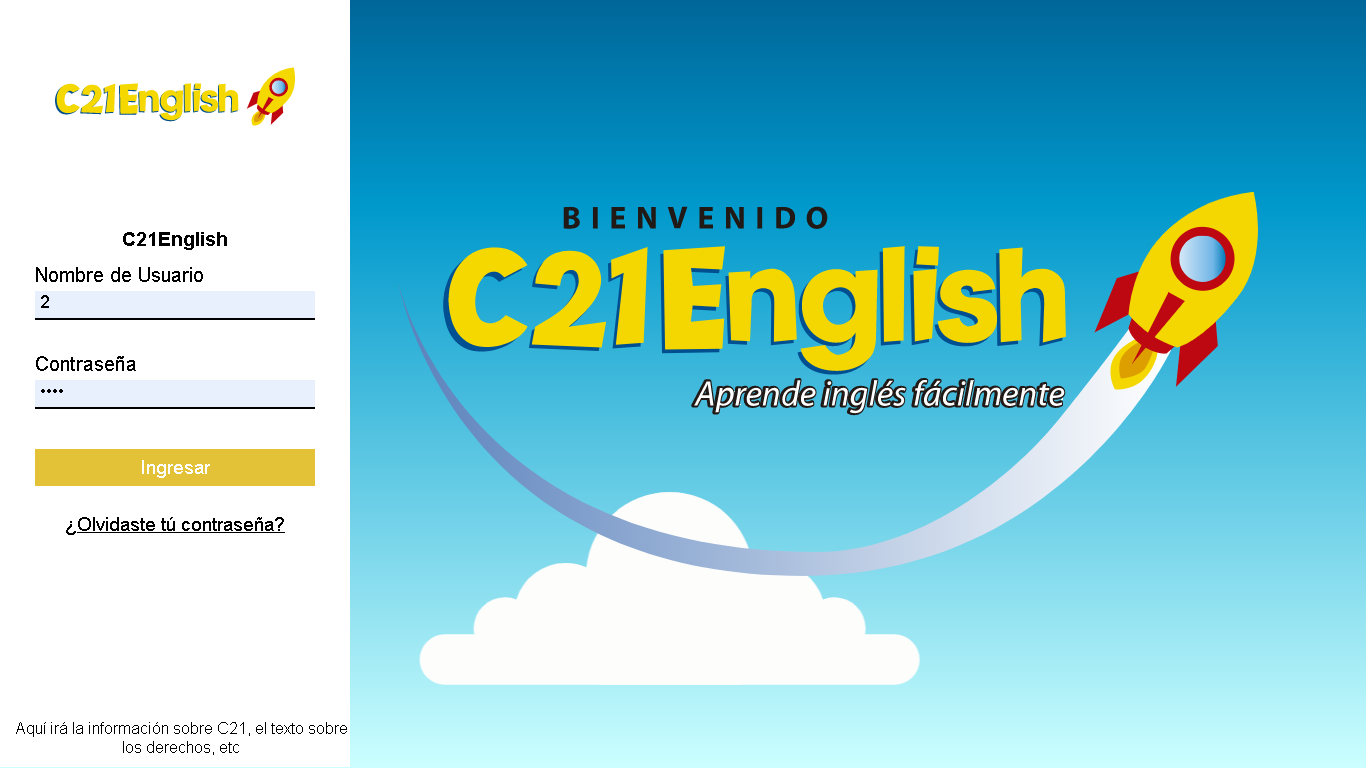 C21English
C21English
Nombre de Usuario
2
Contraseña
••••
Ingresar
¿Olvidaste tú contraseña?
Aquí irá la información sobre C21, el texto sobre
los derechos, etc
BIENVENIDO
C21English
Aprende inglés fácilmente